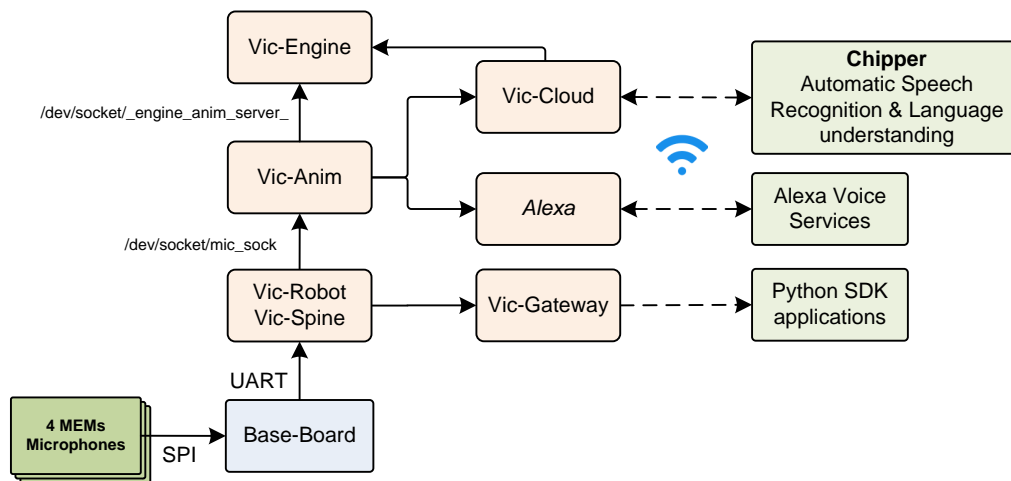 Vic-Engine
Chipper
Automatic Speech
Recognition & Language
understanding
Vic-Cloud
/dev/socket/_engine_anim_server_
Vic-Anim
Alexa
Alexa Voice
Services
/dev/socket/mic_sock
Vic-Robot
Vic-Spine
Vic-Gateway
Python SDK
applications
UART
4 MEMs
Microphones
SPI
Base-Board